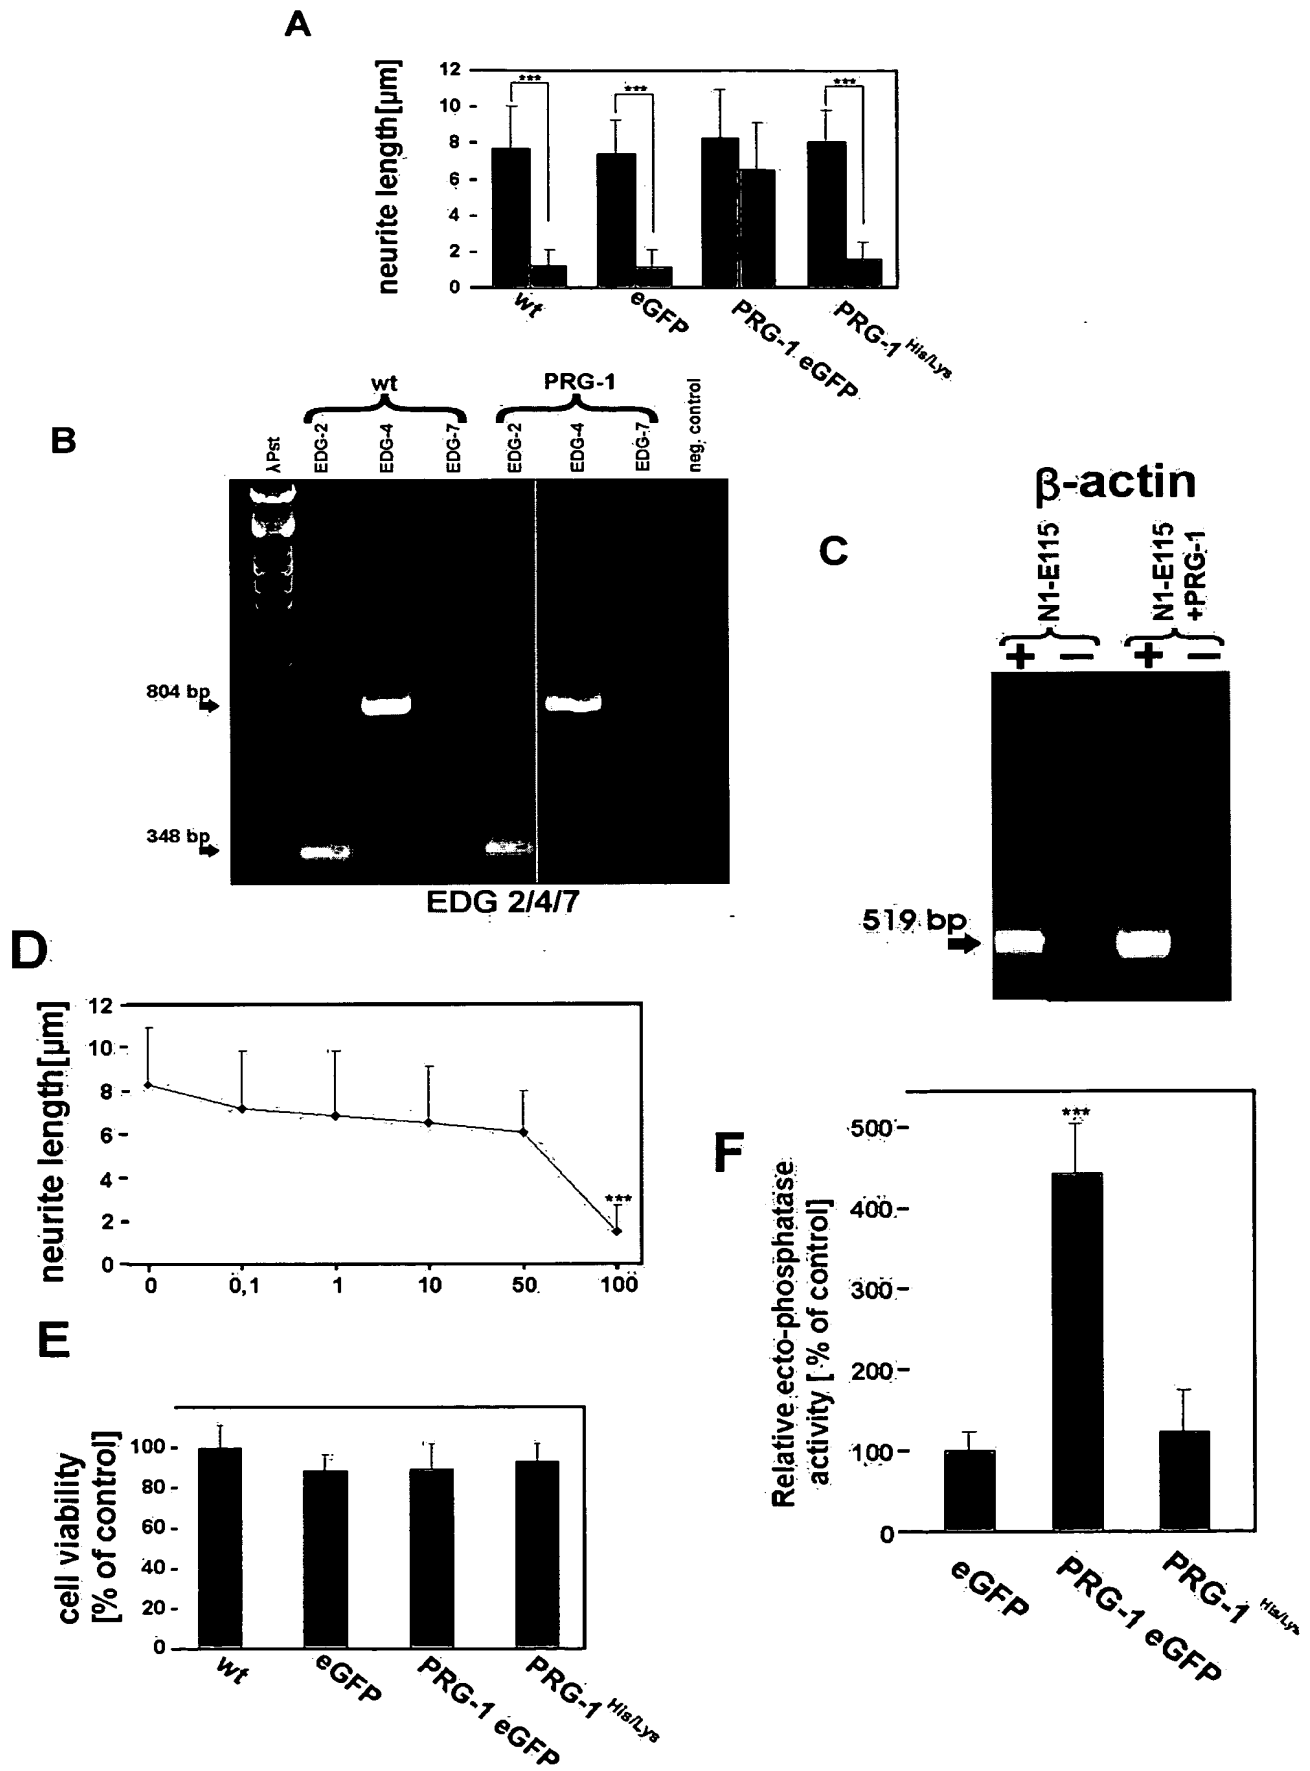 A
neurite length[µm]
12
10
8
6
4
2
0
***
***
***
wt
eGFP
PRG-1 eGFP
PRG-1 His/Lys
B
wt
PRG-1
λPst
EDG-2
EDG-4
EDG-7
EDG-2
EDG-4
EDG-7
neg. control
804 bp
348 bp
EDG 2/4/7
C
β-actin
N1-E115
N1-E115
+PRG-1
+ − + −
519 bp
D
neurite length[µm]
12
10
8
6
4
2
0
***
0 0,1 1 10 50 100
E
cell viability
[% of control]
100
80
60
40
20
0
wt
eGFP
PRG-1 eGFP
PRG-1 His/Lys
F
Relative ecto-phosphatase
activity [ % of control]
500
400
300
200
100
0
***
eGFP
PRG-1 eGFP
PRG-1 His/Lys